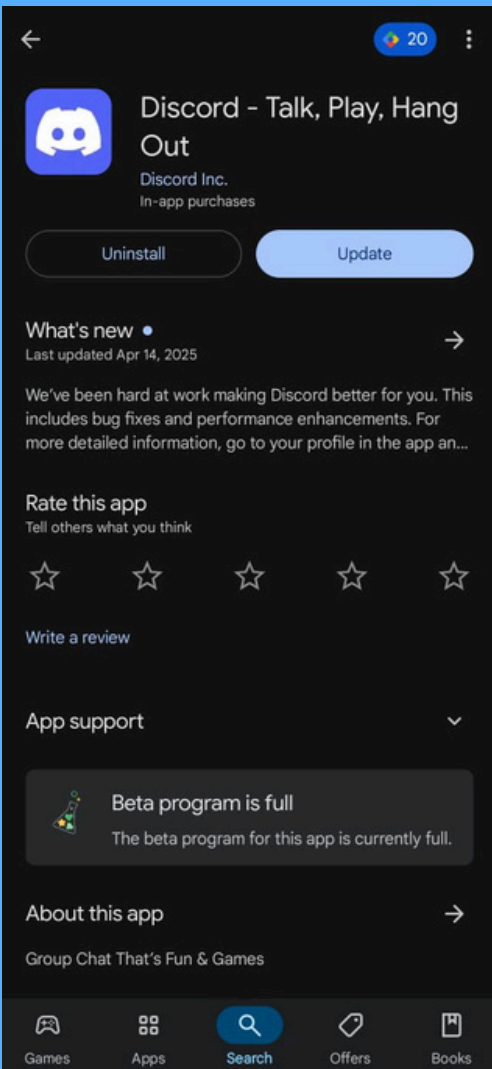 20
Discord - Talk, Play, Hang
Out
Discord Inc.
In-app purchases
Uninstall
Update
What's new
Last updated Apr 14, 2025
We've been hard at work making Discord better for you. This
includes bug fixes and performance enhancements. For
more detailed information, go to your profile in the app an...
Rate this app
Tell others what you think
Write a review
App support
Beta program is full
The beta program for this app is currently full.
About this app
Group Chat That's Fun & Games
Games
Apps
Search
Offers
Books